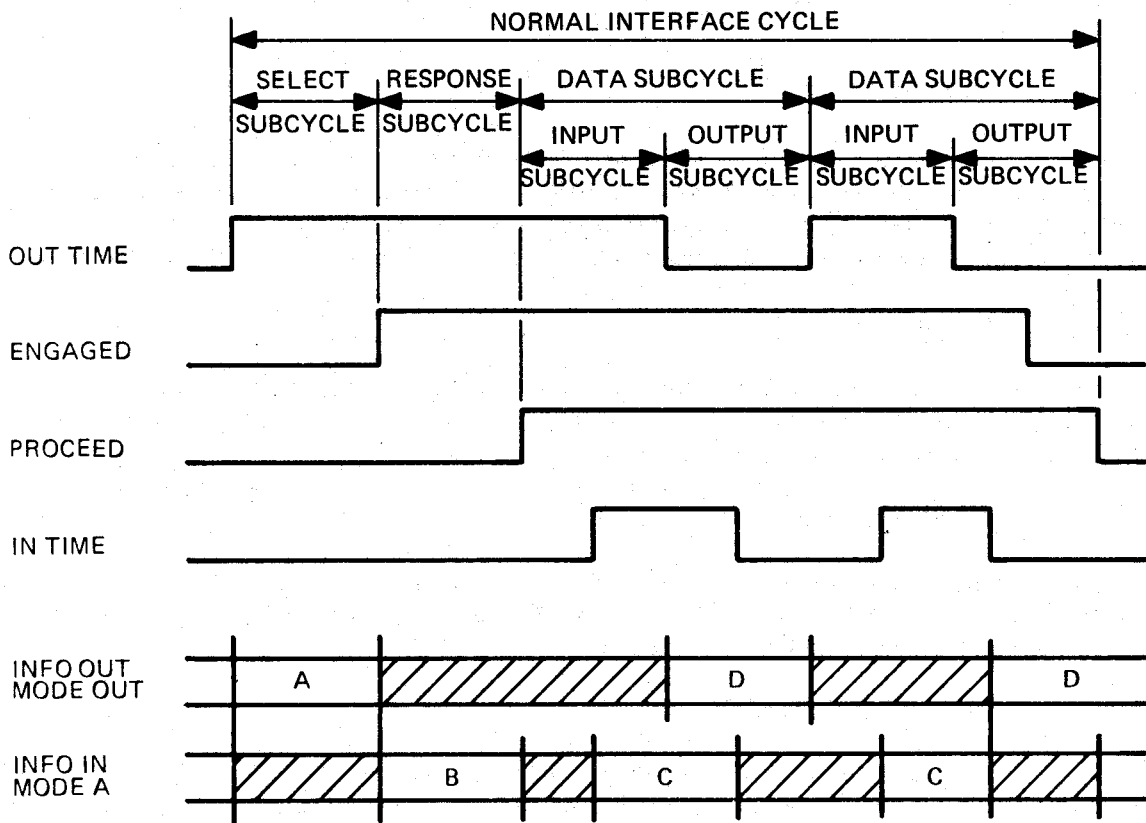 NORMAL INTERFACE CYCLE
SELECT RESPONSE DATA SUBCYCLE DATA SUBCYCLE
SUBCYCLE SUBCYCLE
INPUT OUTPUT INPUT OUTPUT
SUBCYCLE SUBCYCLE SUBCYCLE SUBCYCLE
OUT TIME
ENGAGED
PROCEED
IN TIME
INFO OUT
MODE OUT
A D D
INFO IN
MODE A
B C C